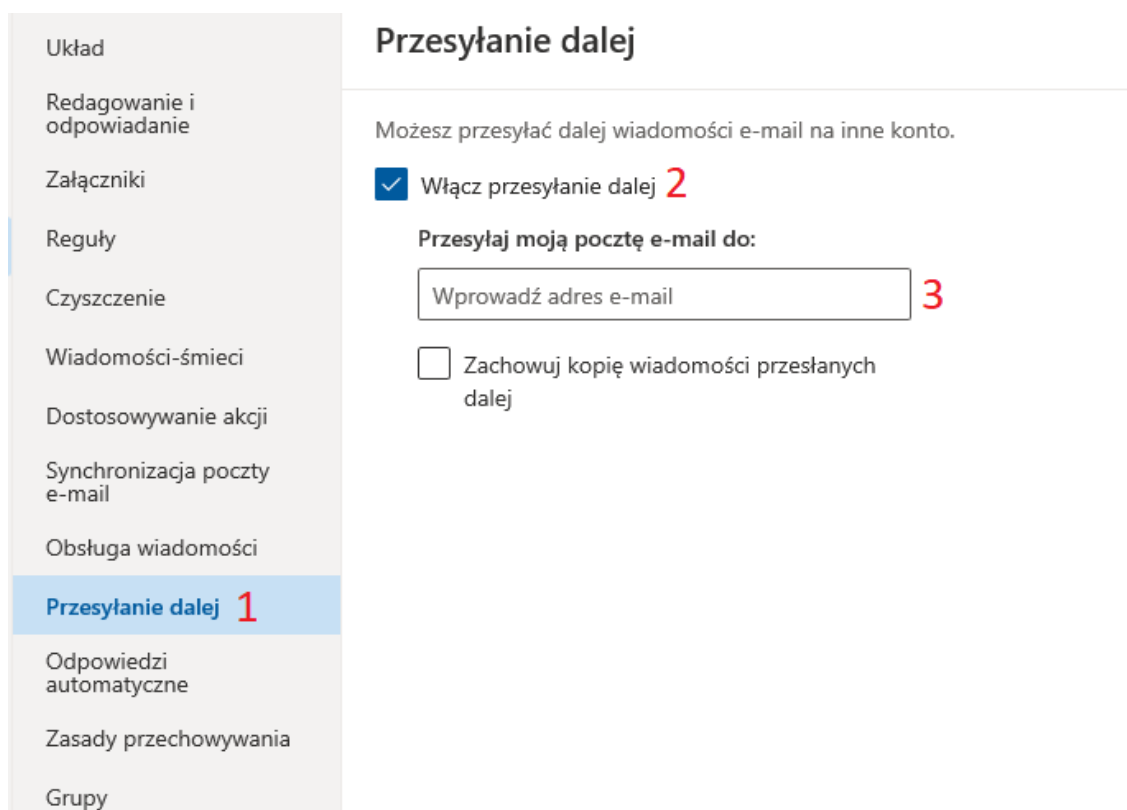 Układ
Redagowanie i
odpowiadanie
Załączniki
Reguły
Czyszczenie
Wiadomości-śmieci
Dostosowywanie akcji
Synchronizacja poczty
e-mail
Obsługa wiadomości
Przesyłanie dalej 1
Odpowiedzi
automatyczne
Zasady przechowywania
Grupy
Przesyłanie dalej
Możesz przesyłać dalej wiadomości e-mail na inne konto.
Włącz przesyłanie dalej 2
Przesyłaj moją pocztę e-mail do:
Wprowadź adres e-mail 3
Zachowuj kopię wiadomości przesłanych
dalej